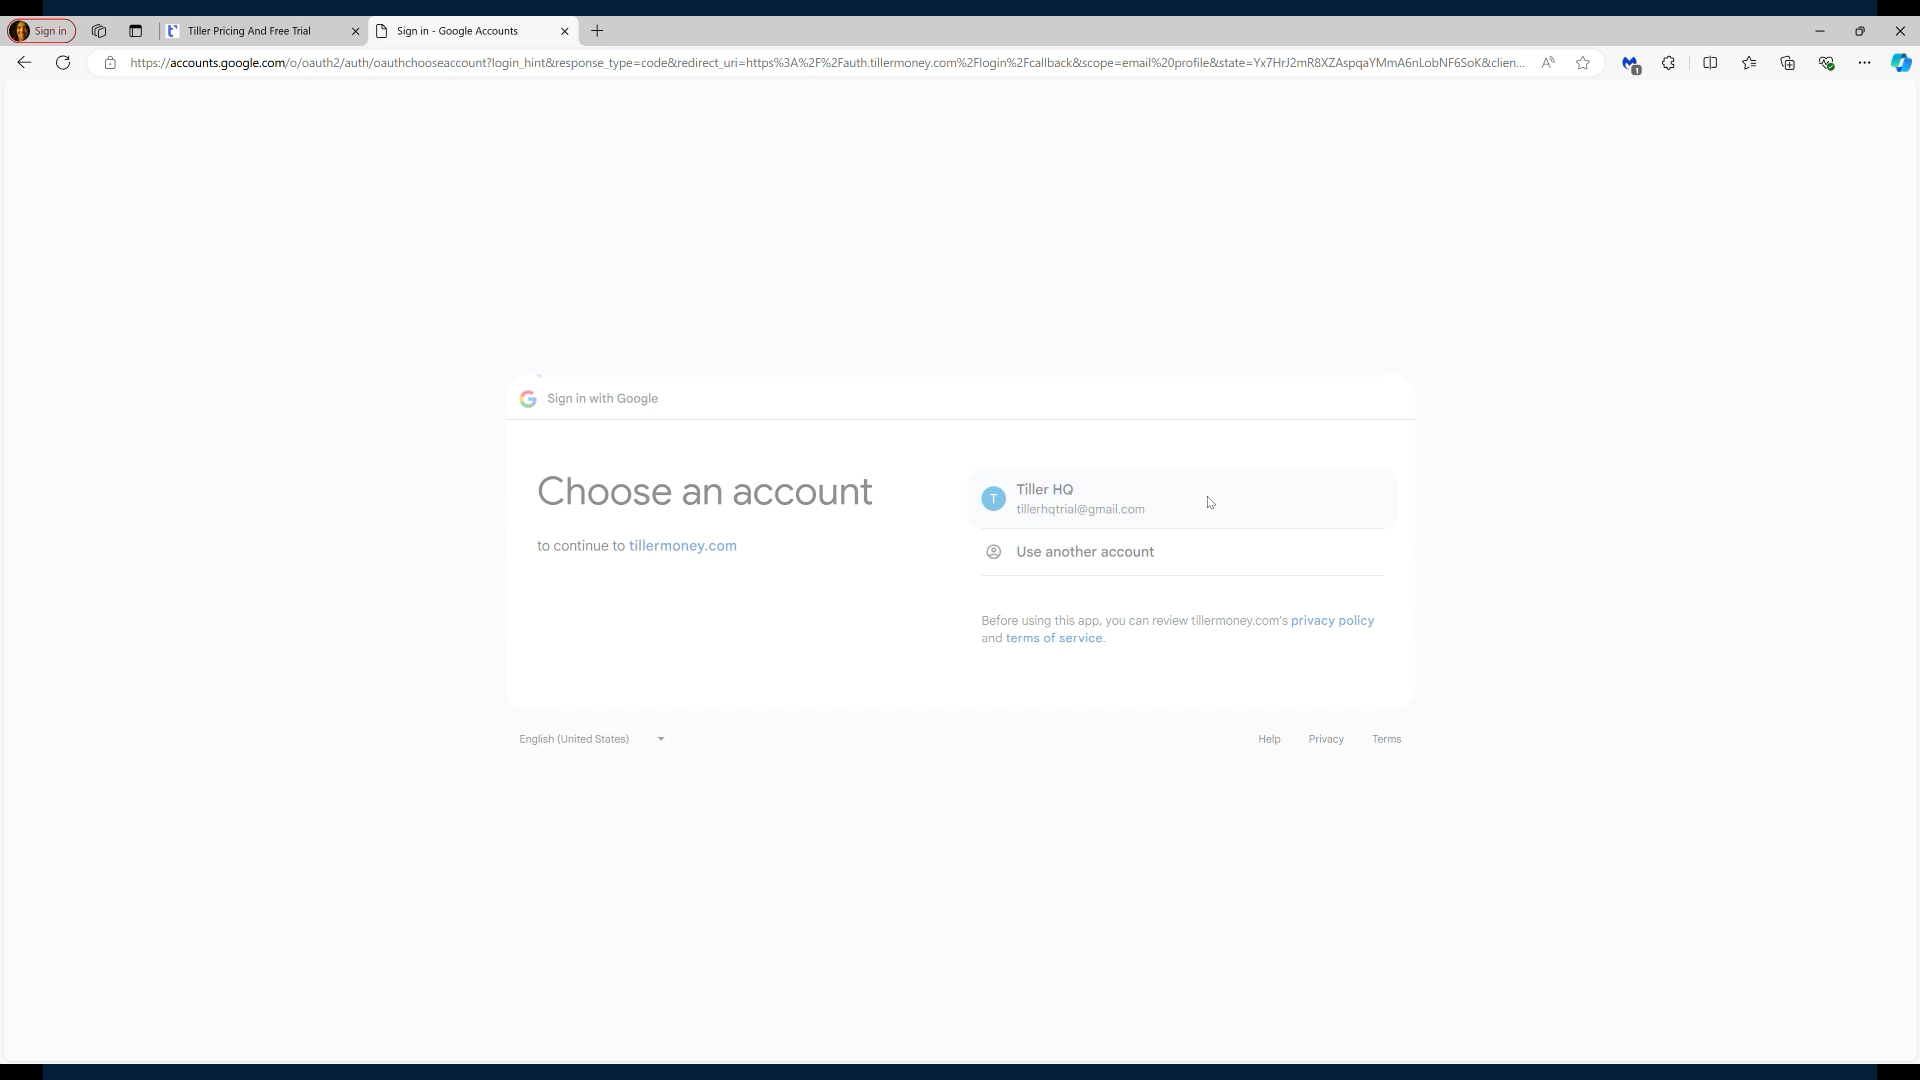 Sign in
Tiller Pricing And Free Trial
Sign in - Google Accounts
https://accounts.google.com/o/oauth2/auth/oauthchooseaccount?login_hint&response_type=code&redirect_uri=https%3A%2F%2Fauth.tillermoney.com%2Flogin%2Fcallback&scope=email%20profile&state=Yx7HrJ2mR8XZAspqaYMmA6nLobNF6SoK&clien...
1
Sign in with Google
Choose an account
to continue to tillermoney.com
T
Tiller HQ
tillerhqtrial@gmail.com
Use another account
Before using this app, you can review tillermoney.com's privacy policy
and terms of service.
English (United States)
Help Privacy Terms